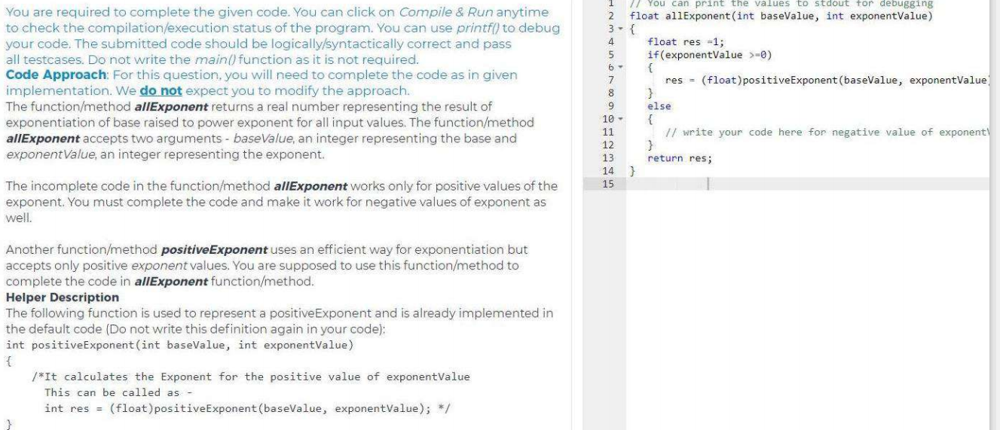 You are required to complete the given code. You can click on Compile & Run anytime
to check the compilation/execution status of the program. You can use printf() to debug
your code. The submitted code should be logically/syntactically correct and pass
all testcases. Do not write the main() function as it is not required.
Code Approach: For this question, you will need to complete the code as in given
implementation. We do not expect you to modify the approach.
The function/method allExponent returns a real number representing the result of
exponentiation of base raised to power exponent for all input values. The function/method
allExponent accepts two arguments - baseValue, an integer representing the base and
exponentValue, an integer representing the exponent.
The incomplete code in the function/method allExponent works only for positive values of the
exponent. You must complete the code and make it work for negative values of exponent as
well.
Another function/method positiveExponent uses an efficient way for exponentiation but
accepts only positive exponent values. You are supposed to use this function/method to
complete the code in allExponent function/method.
Helper Description
The following function is used to represent a positiveExponent and is already implemented in
the default code (Do not write this definition again in your code):
int positiveExponent(int baseValue, int exponentValue)
{
/*It calculates the Exponent for the positive value of exponentValue
This can be called as -
int res = (float)positiveExponent(baseValue, exponentValue); */
}
1 // You can print the values to stdout for debugging
2 float allExponent(int baseValue, int exponentValue)
3 {
4 float res =1;
5 if(exponentValue >=0)
6 {
7 res = (float)positiveExponent(baseValue, exponentValue)
8 }
9 else
10 {
11 // write your code here for negative value of exponent
12 }
13 return res;
14 }
15